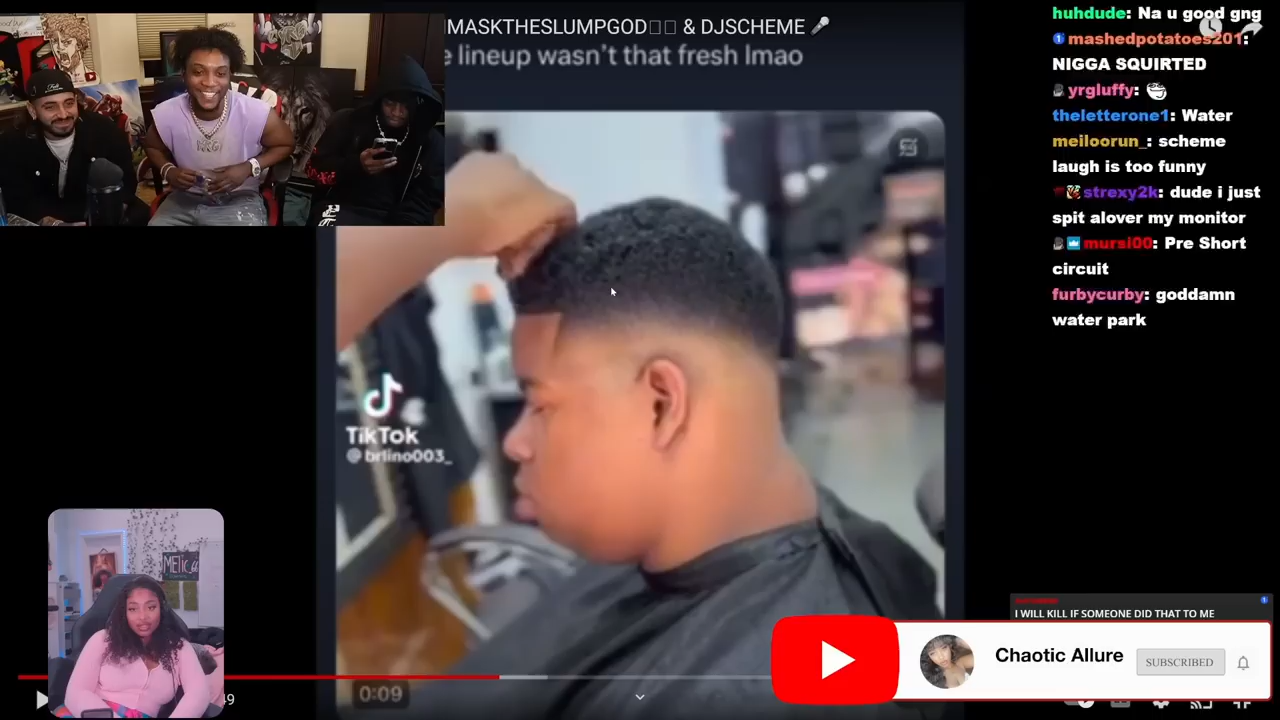 MASKTHESLUMPGOD▯▯ & DJSCHEME 🎤
e lineup wasn't that fresh lmao
huhdude: Na u good gng
mashedpotatoes201:
NIGGA SQUIRTED
yrgluffy:
theletterone1: Water
meiloorun_: scheme
laugh is too funny
strexy2k: dude i just
spit alover my monitor
mursi00: Pre Short
circuit
furbycurby: goddamn
water park
TikTok
@brlino003_
MELiCa
0:09
49
I WILL KILL IF SOMEONE DID THAT TO ME
Chaotic Allure
SUBSCRIBED